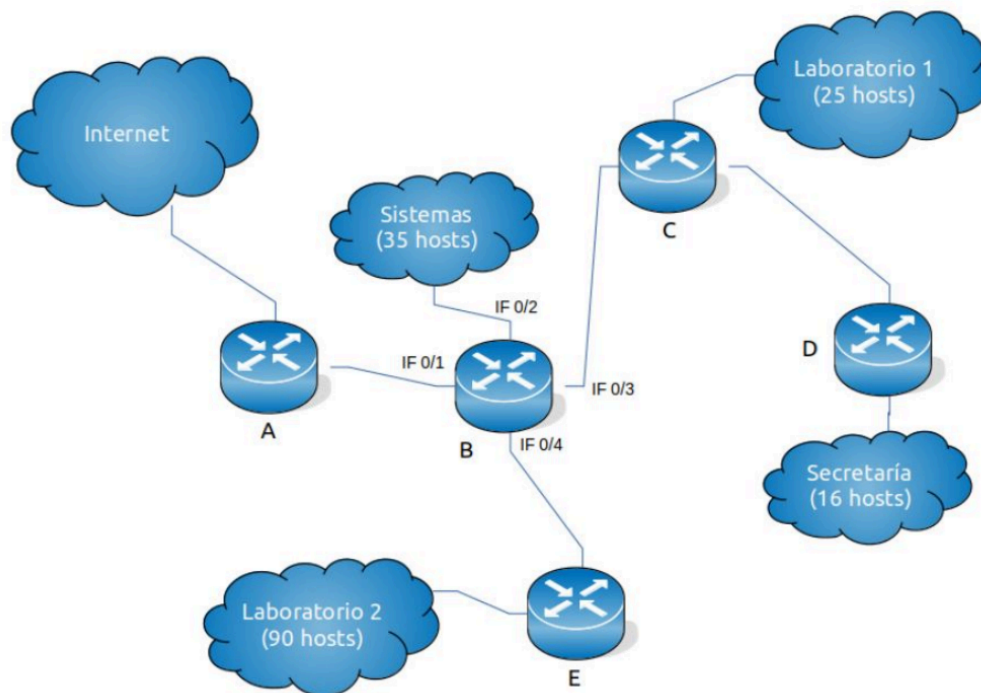 Internet
Laboratorio 1
(25 hosts)
Sistemas
(35 hosts)
C
IF 0/2
IF 0/1
IF 0/3
D
A
B
IF 0/4
Secretaría
(16 hosts)
Laboratorio 2
(90 hosts)
E